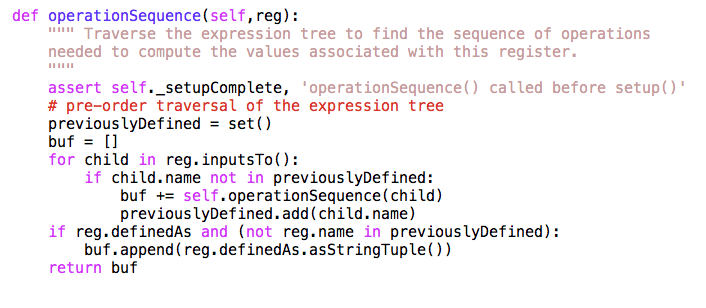 def operationSequence(self,reg):
    """ Traverse the expression tree to find the sequence of operations
    needed to compute the values associated with this register.
    """
    assert self._setupComplete, 'operationSequence() called before setup()'
    # pre-order traversal of the expression tree
    previouslyDefined = set()
    buf = []
    for child in reg.inputsTo():
        if child.name not in previouslyDefined:
            buf += self.operationSequence(child)
            previouslyDefined.add(child.name)
    if reg.definedAs and (not reg.name in previouslyDefined):
        buf.append(reg.definedAs.asStringTuple())
    return buf